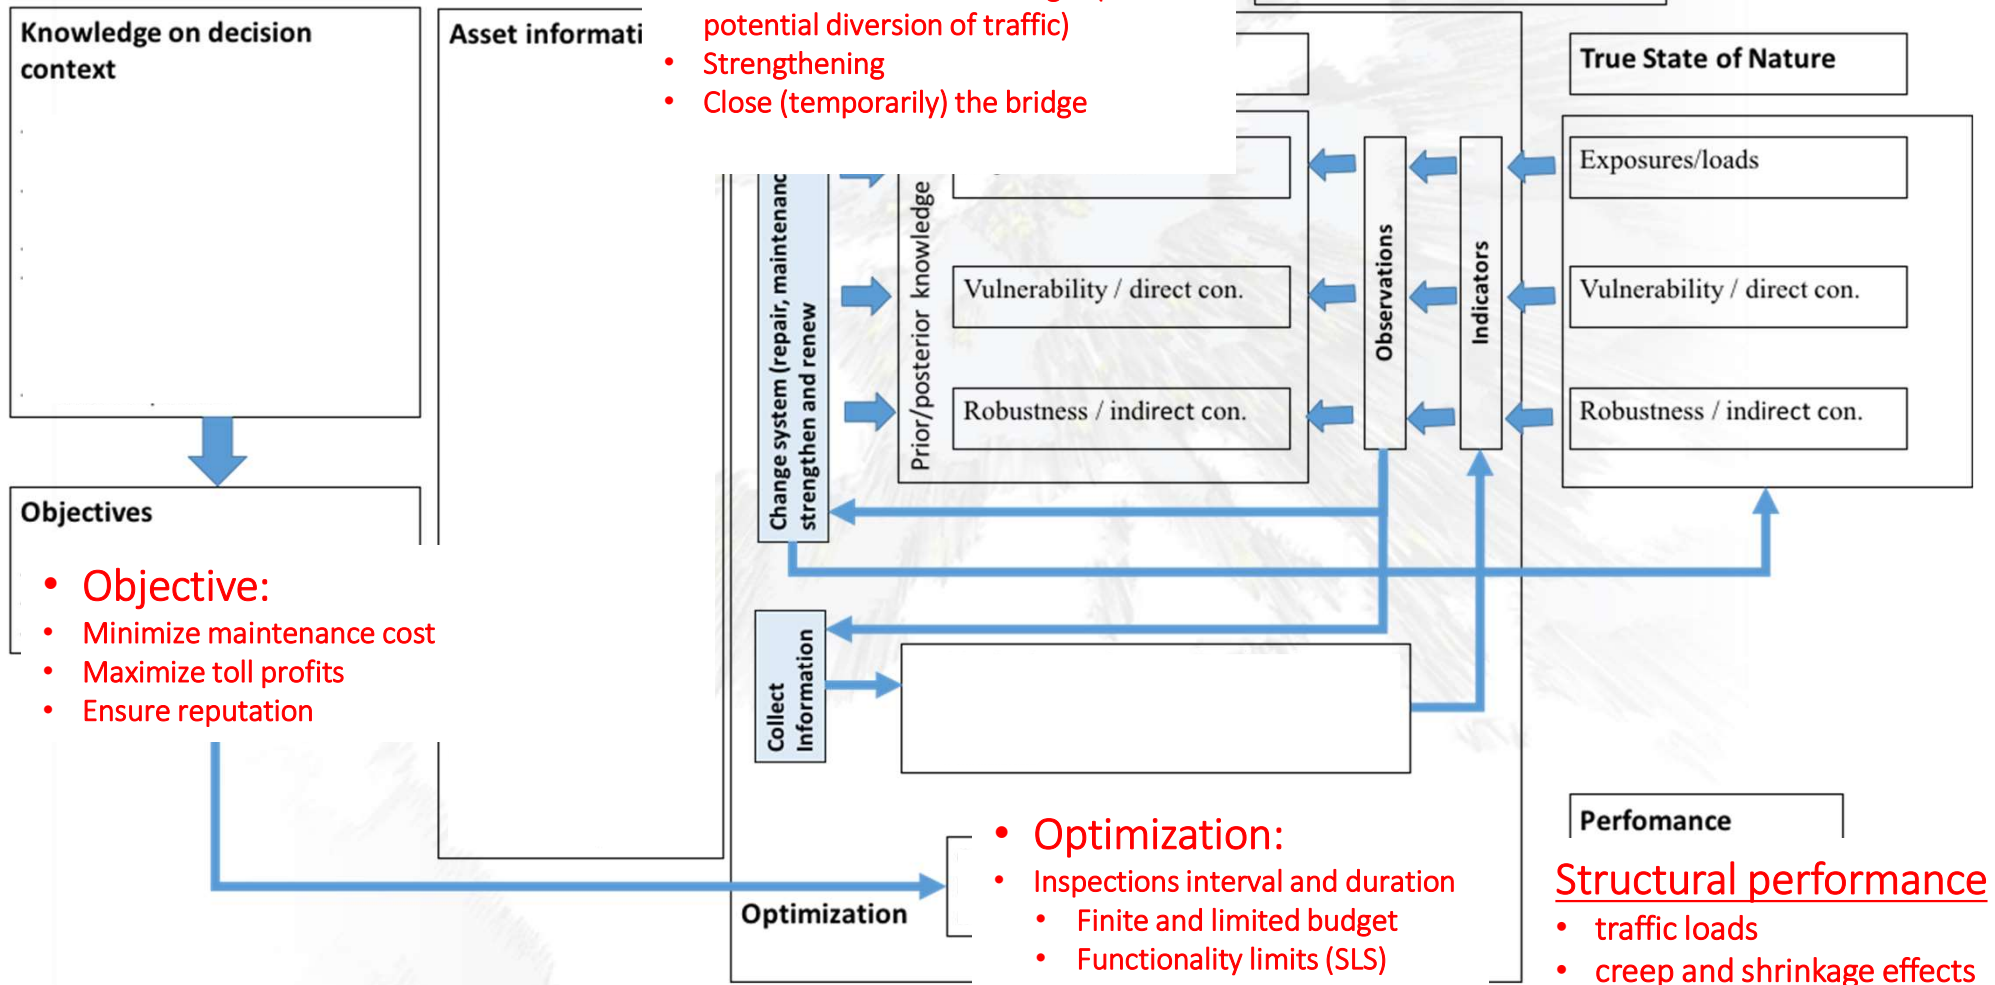 Knowledge on decision
context
Asset informati
potential diversion of traffic)
• Strengthening
• Close (temporarily) the bridge
True State of Nature
Exposures/loads
Vulnerability / direct con.
Robustness / indirect con.
Indicators
Observations
Vulnerability / direct con.
Robustness / indirect con.
Prior/posterior knowledge
Change system (repair, maintenanc
strengthen and renew
Objectives
• Objective:
• Minimize maintenance cost
• Maximize toll profits
• Ensure reputation
Collect
Information
Optimization
• Optimization:
• Inspections interval and duration
• Finite and limited budget
• Functionality limits (SLS)
Perfomance
Structural performance
• traffic loads
• creep and shrinkage effects